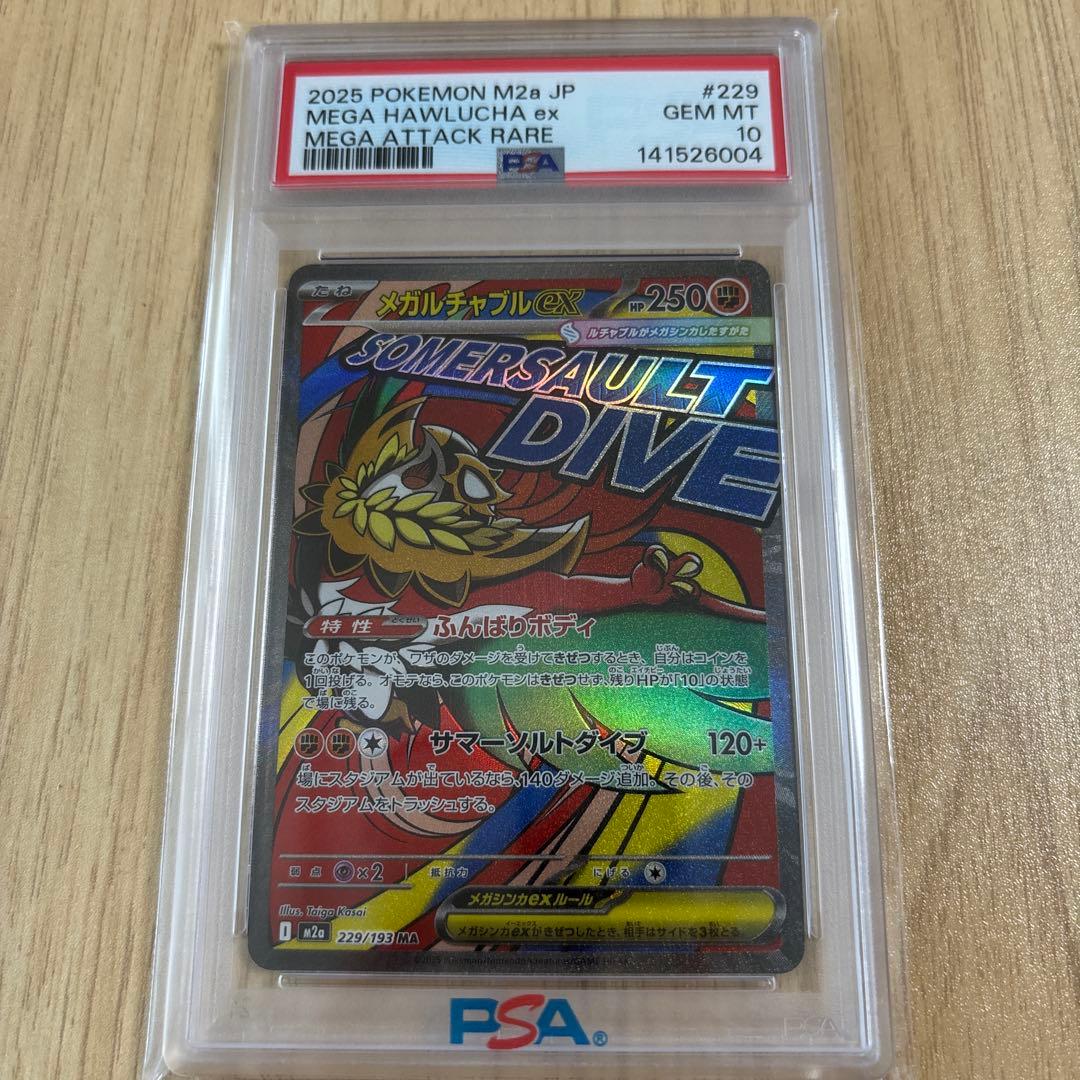 2025 POKEMON M2a JP #229
MEGA HAWLUCHA ex GEM MT
MEGA ATTACK RARE 10
PSA 141526004
たね メガルチャブルex HP250
ルチャブルがメガシンカしたすがた
SOMERSAULT
DIVE
特性 とくせい ふんばりボディ
このポケモンが、ワザのダメージを受けてきぜつするとき、自分はコインを
1回投げる。オモテなら、このポケモンはきぜつせず、残りHPが「10」の状態
で場に残る。
サマーソルトダイブ 120+
場にスタジアムが出ているなら、140ダメージ追加。その後、その
スタジアムをトラッシュする。
弱点 ×2 抵抗力 にげる
メガシンカexルール
メガシンカexがきぜつしたとき、相手はサイドを3枚とる
Illus. Taiga Kasai
I m2a 229/193 MA
©2025 Pokémon/Nintendo/Creatures/GAME FREAK
PSA®
PSA